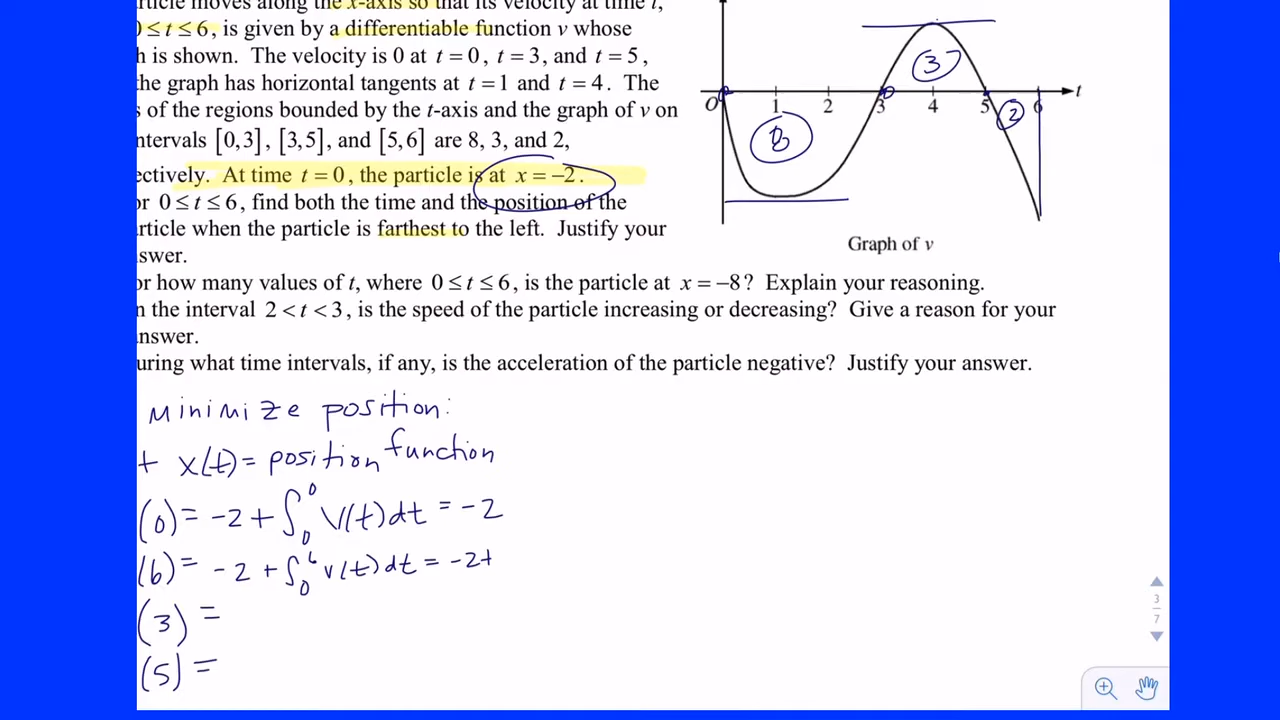 rticle moves along the x-axis so that its velocity at time t,
0 ≤ t ≤ 6, is given by a differentiable function v whose
h is shown. The velocity is 0 at t = 0, t = 3, and t = 5,
the graph has horizontal tangents at t = 1 and t = 4. The
s of the regions bounded by the t-axis and the graph of v on
ntervals [0, 3], [3, 5], and [5, 6] are 8, 3, and 2,
ectively. At time t = 0, the particle is at x = −2.
or 0 ≤ t ≤ 6, find both the time and the position of the
rticle when the particle is farthest to the left. Justify your
swer.
or how many values of t, where 0 ≤ t ≤ 6, is the particle at x = −8? Explain your reasoning.
n the interval 2 < t < 3, is the speed of the particle increasing or decreasing? Give a reason for your
nswer.
uring what time intervals, if any, is the acceleration of the particle negative? Justify your answer.
3
O 1 2 3 4 5 6 t
8
2
Graph of v
minimize position:
t x(t) = position function
(0) = -2 + ∫₀⁰ v(t) dt = -2
(6) = -2 + ∫₀⁶ v(t) dt = -2+
(3) =
(5) =
3
7